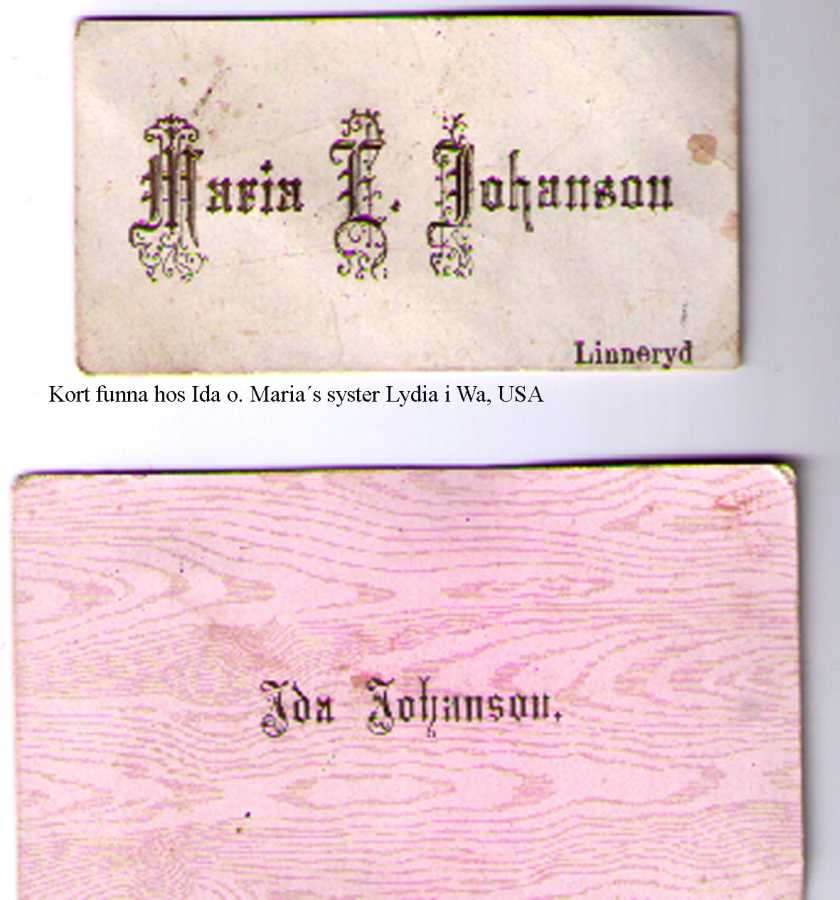 Maria E. Johanson
Linneryd
Kort funna hos Ida o. Maria´s syster Lydia i Wa, USA
Ida Johanson.